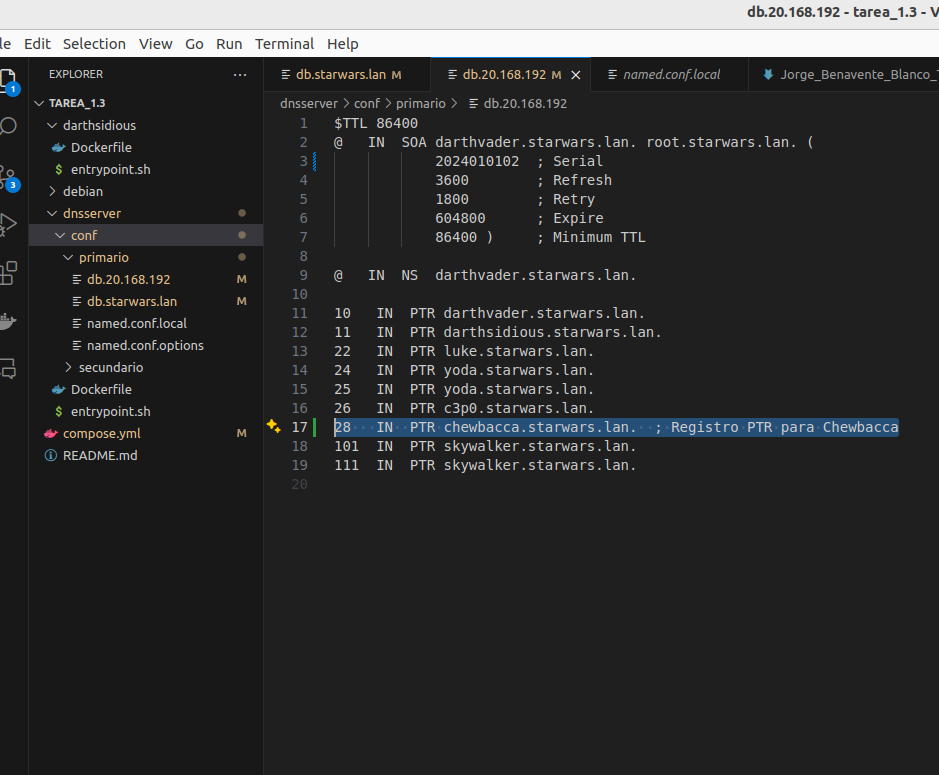 db.20.168.192 - tarea_1.3 - V
le Edit Selection View Go Run Terminal Help
EXPLORER ...
db.starwars.lan M
db.20.168.192 M ×
named.conf.local
Jorge_Benavente_Blanco_
dnsserver > conf > primario > db.20.168.192
1
3
TAREA_1.3
darthsidious
Dockerfile
$ entrypoint.sh
debian
dnsserver
conf
primario
db.20.168.192 M
db.starwars.lan M
named.conf.local
named.conf.options
secundario
Dockerfile
$ entrypoint.sh
compose.yml M
README.md
1 $TTL 86400
2 @ IN SOA darthvader.starwars.lan. root.starwars.lan. (
3 2024010102 ; Serial
4 3600 ; Refresh
5 1800 ; Retry
6 604800 ; Expire
7 86400 ) ; Minimum TTL
8
9 @ IN NS darthvader.starwars.lan.
10
11 10 IN PTR darthvader.starwars.lan.
12 11 IN PTR darthsidious.starwars.lan.
13 22 IN PTR luke.starwars.lan.
14 24 IN PTR yoda.starwars.lan.
15 25 IN PTR yoda.starwars.lan.
16 26 IN PTR c3p0.starwars.lan.
17 28 IN PTR chewbacca.starwars.lan. ; Registro PTR para Chewbacca
18 101 IN PTR skywalker.starwars.lan.
19 111 IN PTR skywalker.starwars.lan.
20